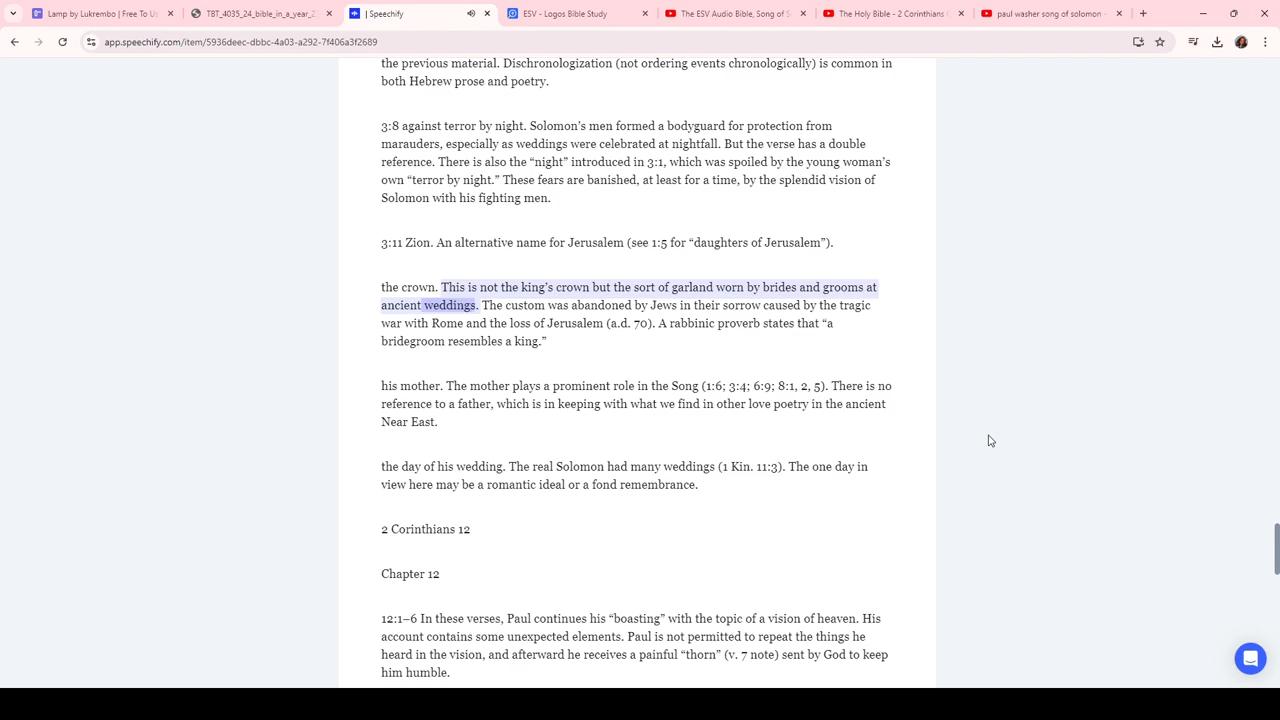 Lamp by Lukrembo | Free To Us
TBT_4035_24_bible_in_a_year_2
| Speechify
ESV - Logos Bible Study
The ESV Audio Bible, Song of S
The Holy Bible - 2 Corinthians
paul washer song of solomon -
app.speechify.com/item/5936deec-dbbc-4a03-a292-7f406a3f2689
the previous material. Dischronologization (not ordering events chronologically) is common in
both Hebrew prose and poetry.
3:8 against terror by night. Solomon’s men formed a bodyguard for protection from
marauders, especially as weddings were celebrated at nightfall. But the verse has a double
reference. There is also the “night” introduced in 3:1, which was spoiled by the young woman’s
own “terror by night.” These fears are banished, at least for a time, by the splendid vision of
Solomon with his fighting men.
3:11 Zion. An alternative name for Jerusalem (see 1:5 for “daughters of Jerusalem”).
the crown. This is not the king’s crown but the sort of garland worn by brides and grooms at
ancient weddings. The custom was abandoned by Jews in their sorrow caused by the tragic
war with Rome and the loss of Jerusalem (a.d. 70). A rabbinic proverb states that “a
bridegroom resembles a king.”
his mother. The mother plays a prominent role in the Song (1:6; 3:4; 6:9; 8:1, 2, 5). There is no
reference to a father, which is in keeping with what we find in other love poetry in the ancient
Near East.
the day of his wedding. The real Solomon had many weddings (1 Kin. 11:3). The one day in
view here may be a romantic ideal or a fond remembrance.
2 Corinthians 12
Chapter 12
12:1–6 In these verses, Paul continues his “boasting” with the topic of a vision of heaven. His
account contains some unexpected elements. Paul is not permitted to repeat the things he
heard in the vision, and afterward he receives a painful “thorn” (v. 7 note) sent by God to keep
him humble.